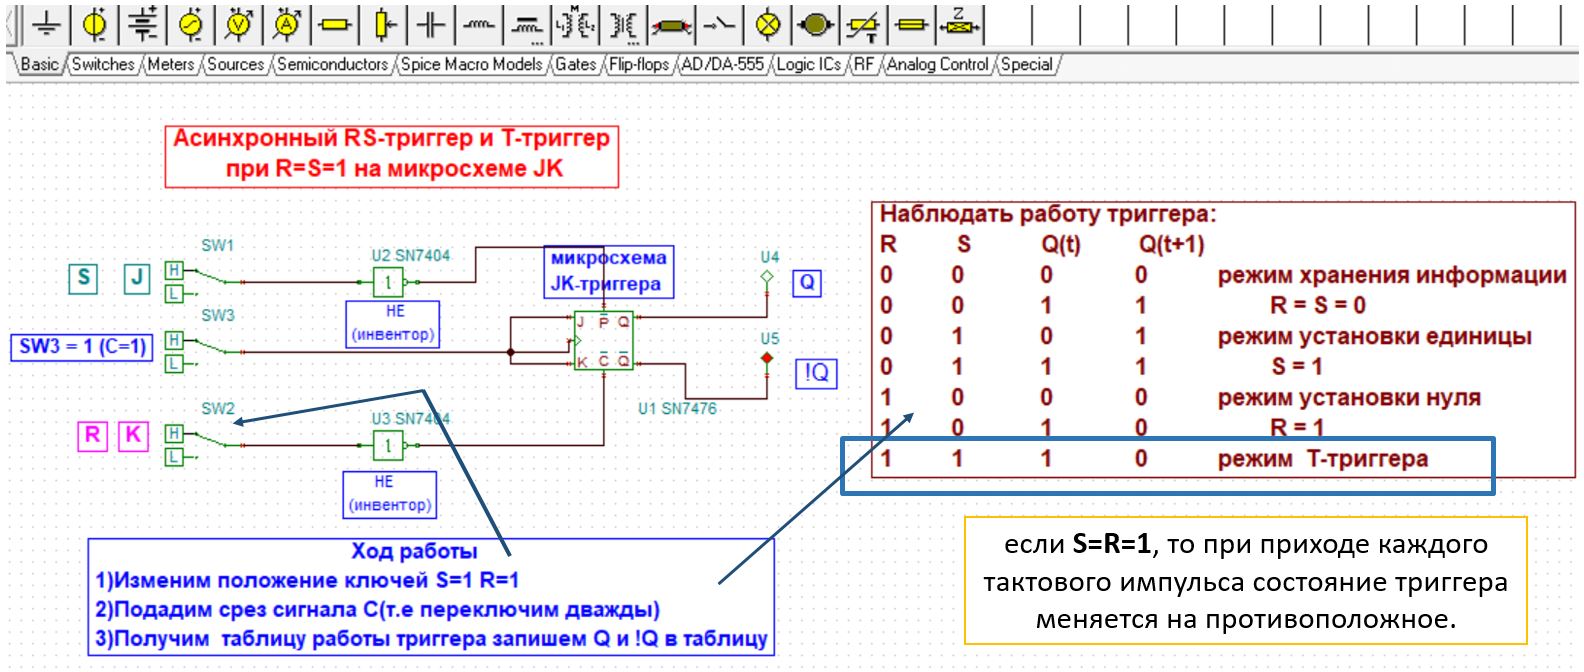 Basic Switches Meters Sources Semiconductors Spice Macro Models Gates Flip-flops AD/DA-555 Logic ICs RF Analog Control Special
Асинхронный RS-триггер и Т-триггер
при R=S=1 на микросхеме JK
S J
SW1
H
L
U2 SN7404
1
НЕ
(инвентор)
микросхема
JK-триггера
SW3 = 1 (C=1)
SW3
H
L
J P Q
K C Q
U1 SN7476
U4
Q
U5
!Q
R K
SW2
H
L
U3 SN7404
1
НЕ
(инвентор)
Наблюдать работу триггера:
R S Q(t) Q(t+1)
0 0 0 0 режим хранения информации
0 0 1 1 R = S = 0
0 1 0 1 режим установки единицы
0 1 1 1 S = 1
1 0 0 0 режим установки нуля
1 0 1 0 R = 1
1 1 1 0 режим Т-триггера
Ход работы
1)Изменим положение ключей S=1 R=1
2)Подадим срез сигнала С(т.е переключим дважды)
3)Получим таблицу работы триггера запишем Q и !Q в таблицу
если S=R=1, то при приходе каждого
тактового импульса состояние триггера
меняется на противоположное.